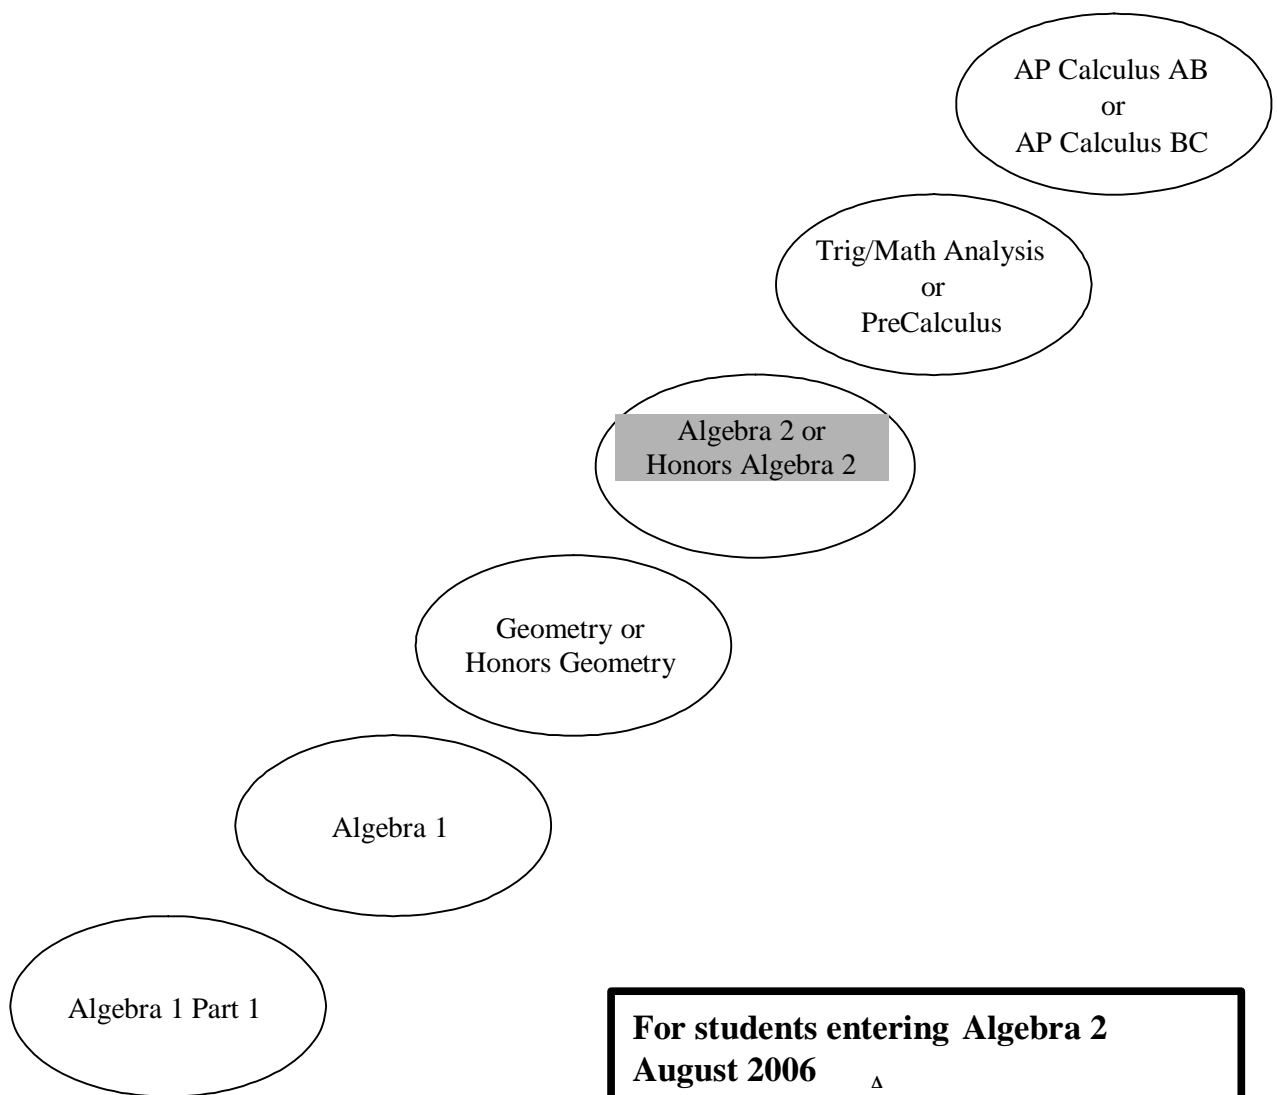 AP Calculus AB
or
AP Calculus BC
Trig/Math Analysis
or
PreCalculus
Algebra 2 or
Honors Algebra 2
Geometry or
Honors Geometry
Algebra 1
Algebra 1 Part 1
For students entering Algebra 2
August 2006
Δ